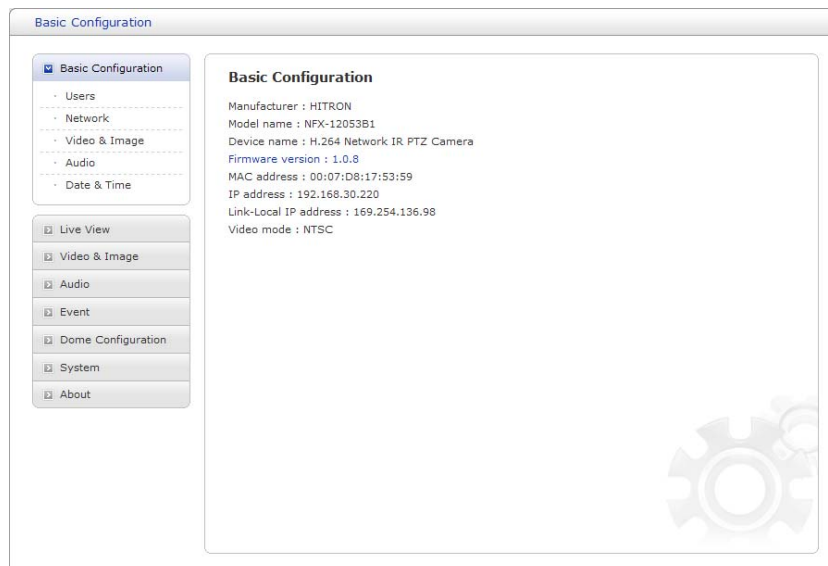 Basic Configuration
Basic Configuration
· Users
· Network
· Video & Image
· Audio
· Date & Time
Live View
Video & Image
Audio
Event
Dome Configuration
System
About
Basic Configuration
Manufacturer : HITRON
Model name : NFX-12053B1
Device name : H.264 Network IR PTZ Camera
Firmware version : 1.0.8
MAC address : 00:07:D8:17:53:59
IP address : 192.168.30.220
Link-Local IP address : 169.254.136.98
Video mode : NTSC